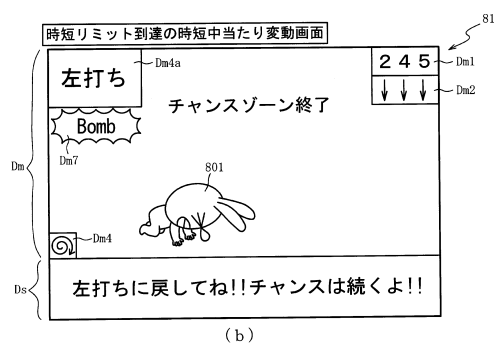 時短リミット到達の時短中当たり変動画面
81
左打ち
Dm4a
2 4 5
Dm1
Dm2
チャンスゾーン終了
Bomb
Dm7
Dm
801
Dm4
Ds
左打ちに戻してね!!チャンスは続くよ!!
(b)